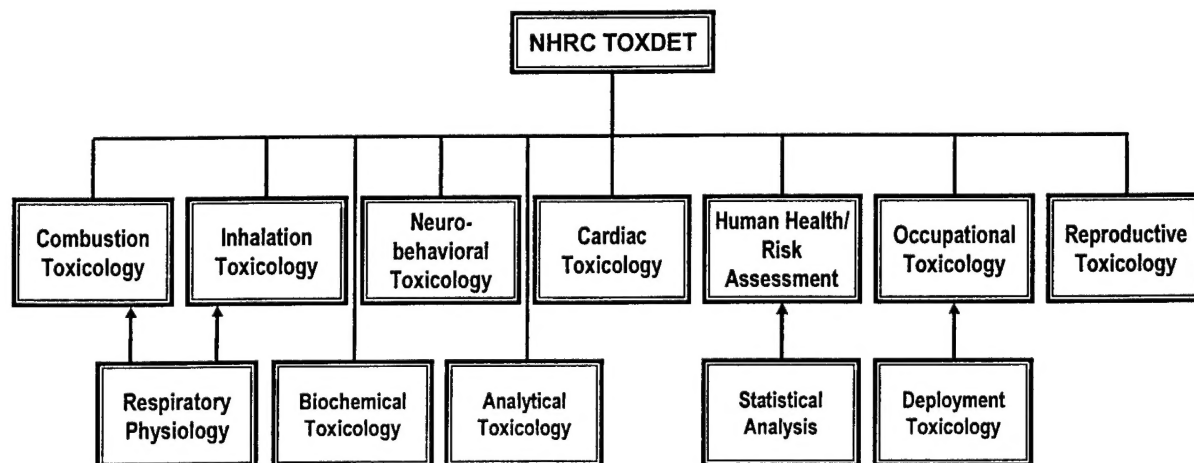 NHRC TOXDET
Combustion
Toxicology
Inhalation
Toxicology
Neuro-
behavioral
Toxicology
Cardiac
Toxicology
Human Health/
Risk
Assessment
Occupational
Toxicology
Reproductive
Toxicology
Respiratory
Physiology
Biochemical
Toxicology
Analytical
Toxicology
Statistical
Analysis
Deployment
Toxicology